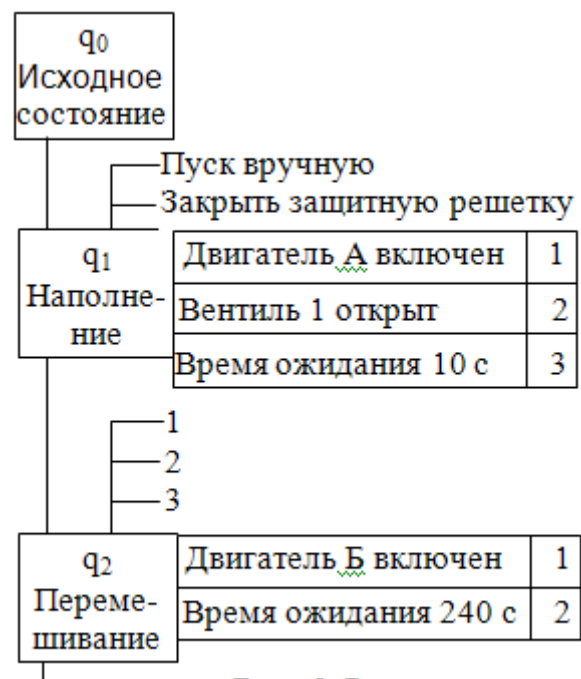 q0
Исходное
состояние
Пуск вручную
Закрыть защитную решетку
q1
Наполне-
ние
Двигатель А включен 1
Вентиль 1 открыт 2
Время ожидания 10 с 3
1
2
3
q2
Переме-
шивание
Двигатель Б включен 1
Время ожидания 240 с 2